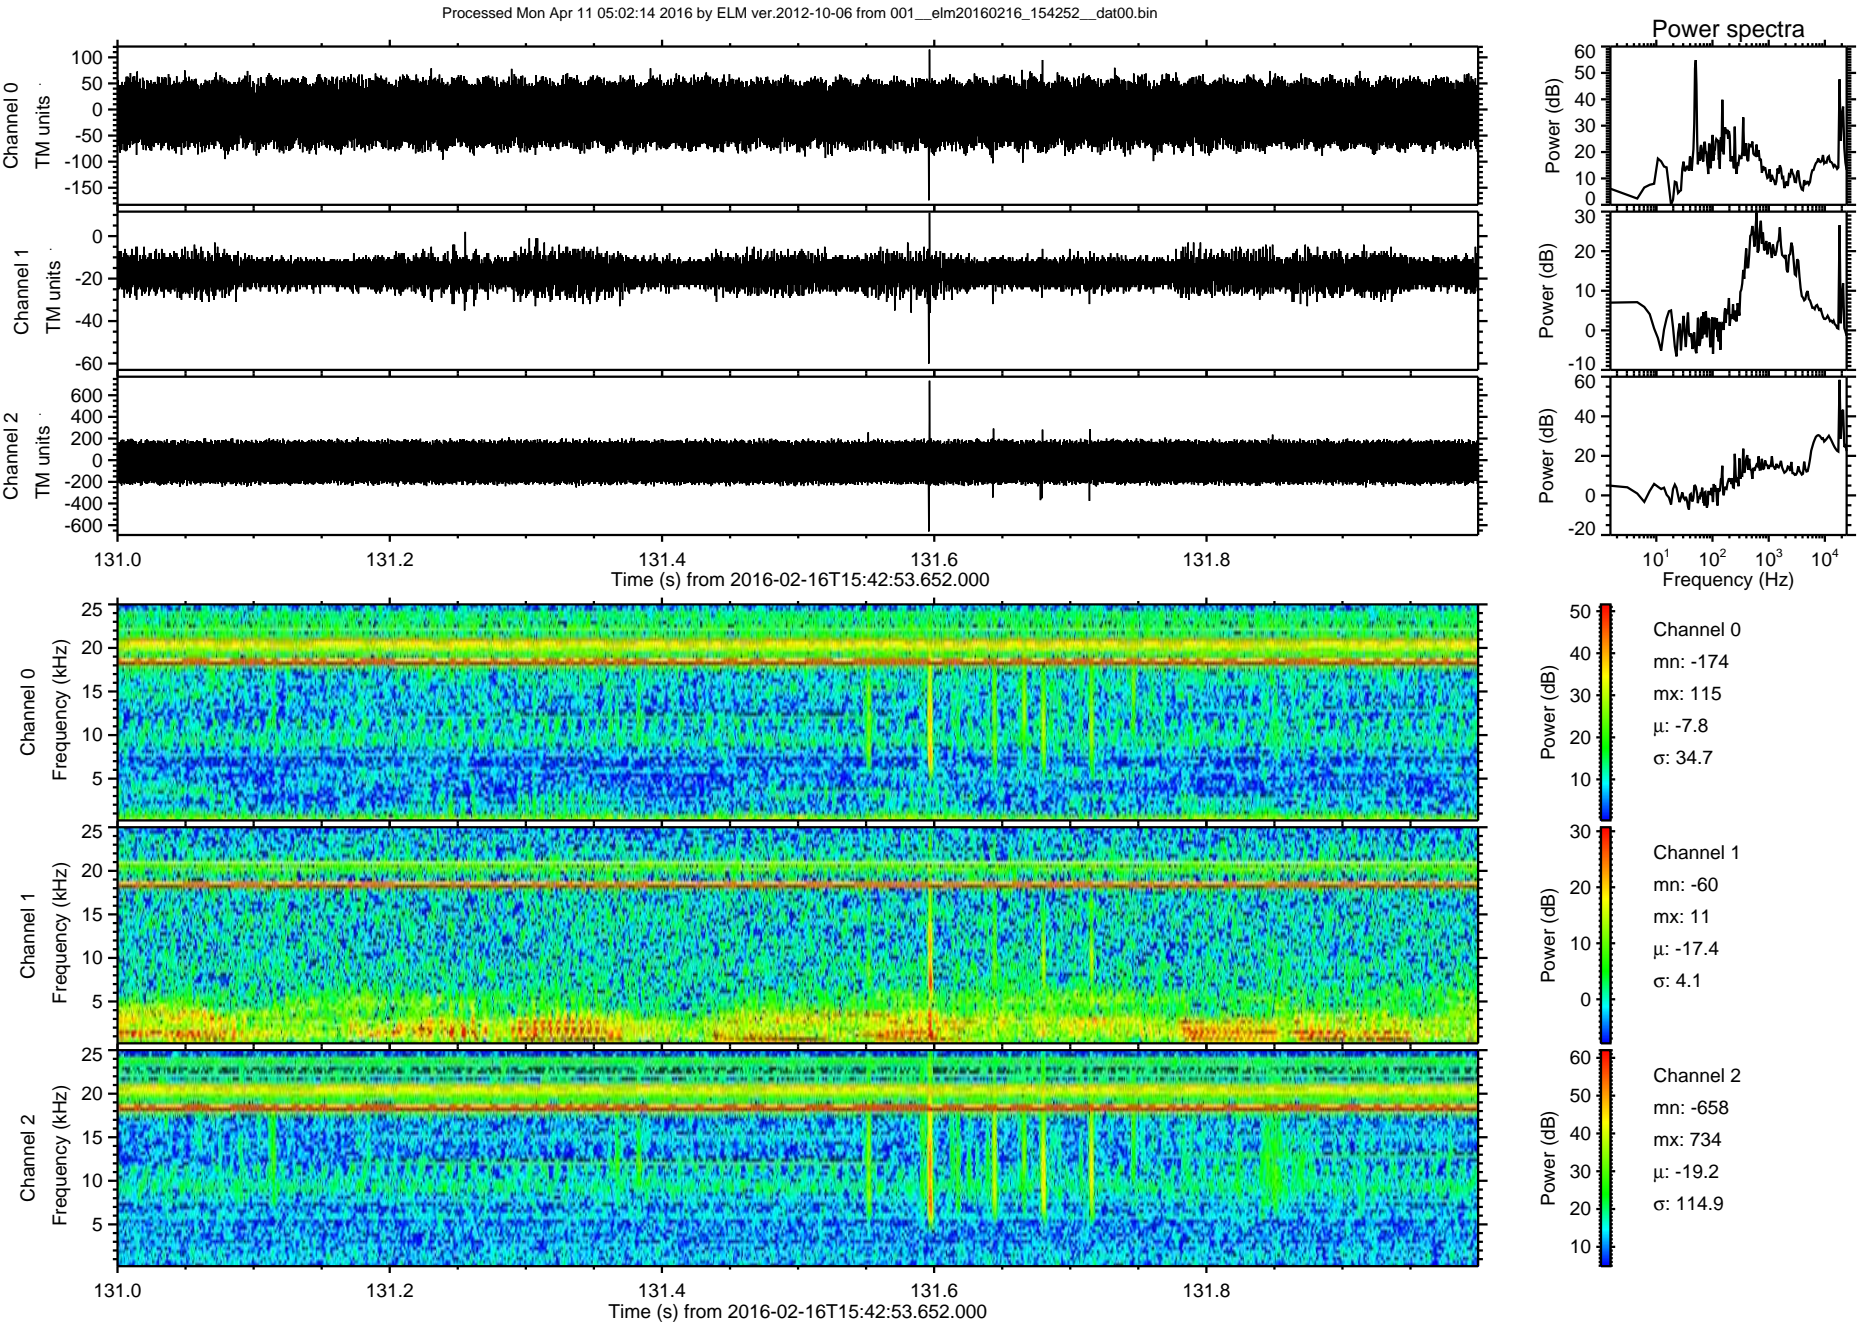 Processed Mon Apr 11 05:02:14 2016 by ELM ver.2012-10-06 from 001__elm20160216_154252__dat00.bin
Power spectra
Channel 0
TM units
100
50
0
-50
-100
-150
Power (dB)
60
50
40
30
20
10
0
Channel 1
TM units
0
-20
-40
-60
Power (dB)
30
20
10
0
-10
Channel 2
TM units
600
400
200
0
-200
-400
-600
Power (dB)
60
40
20
0
-20
131.0 131.2 131.4 131.6 131.8
Time (s) from 2016-02-16T15:42:53.652.000
10¹ 10² 10³ 10⁴
Frequency (Hz)
Channel 0
Frequency (kHz)
25
20
15
10
5
Power (dB)
50
40
30
20
10
Channel 0
mn: -174
mx: 115
μ: -7.8
σ: 34.7
Channel 1
Frequency (kHz)
25
20
15
10
5
Power (dB)
30
20
10
0
Channel 1
mn: -60
mx: 11
μ: -17.4
σ: 4.1
Channel 2
Frequency (kHz)
25
20
15
10
5
Power (dB)
60
50
40
30
20
10
Channel 2
mn: -658
mx: 734
μ: -19.2
σ: 114.9
131.0 131.2 131.4 131.6 131.8
Time (s) from 2016-02-16T15:42:53.652.000